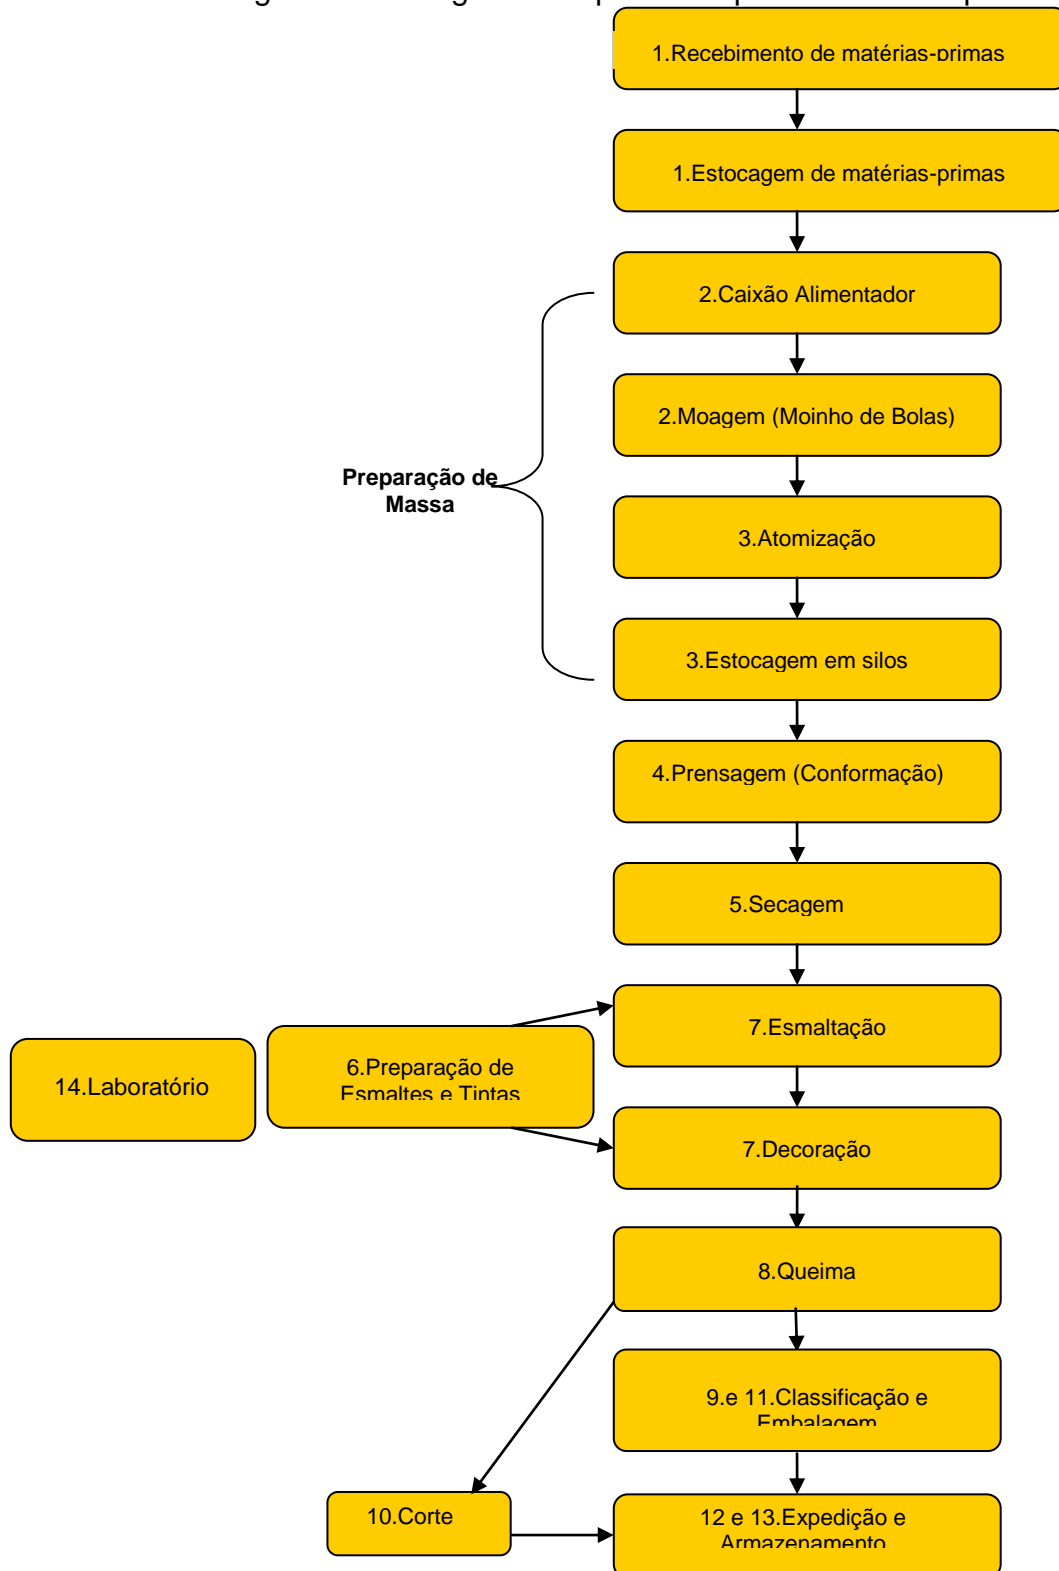 1.Recebimento de matérias-primas
1.Estocagem de matérias-primas
2.Caixão Alimentador
2.Moagem (Moinho de Bolas)
Preparação de
Massa
3.Atomização
3.Estocagem em silos
4.Prensagem (Conformação)
5.Secagem
7.Esmaltação
14.Laboratório
6.Preparação de
Esmaltes e Tintas
7.Decoração
8.Queima
9.e 11.Classificação e
Embalagem
10.Corte
12 e 13.Expedição e
Armazenamento